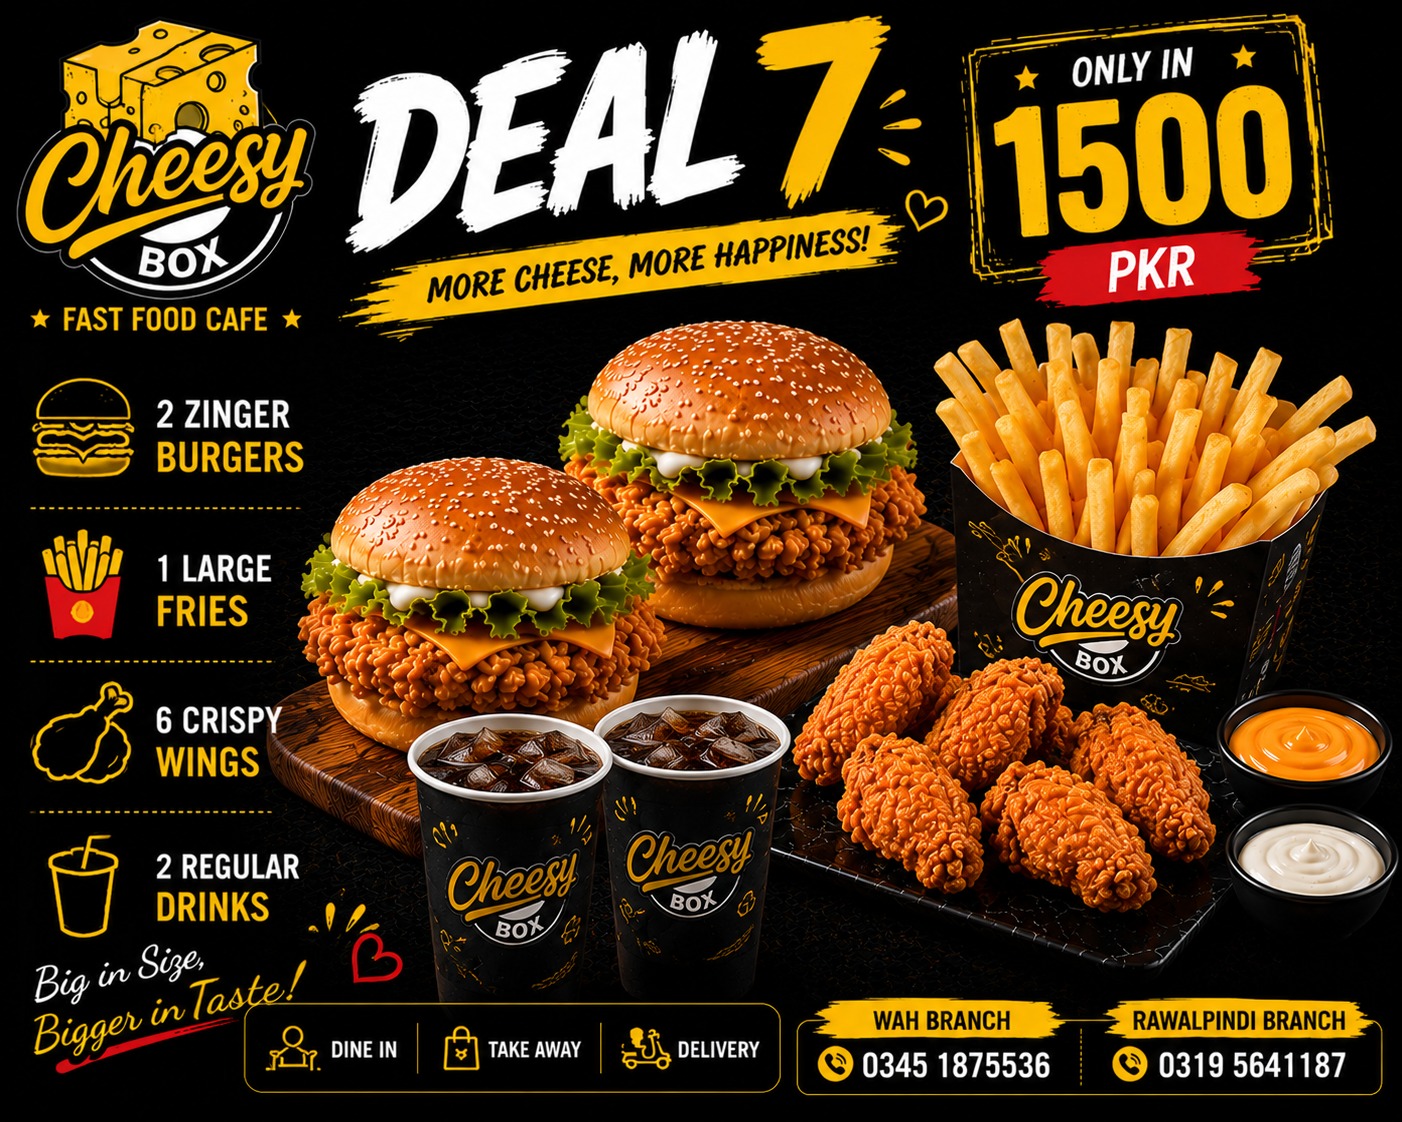 Cheesy
BOX
FAST FOOD CAFE
DEAL 7
MORE CHEESE, MORE HAPPINESS!
ONLY IN
1500
PKR
2 ZINGER
BURGERS
1 LARGE
FRIES
6 CRISPY
WINGS
2 REGULAR
DRINKS
Big in Size,
Bigger in Taste!
Cheesy
BOX
Cheesy
BOX
Cheesy
BOX
DINE IN
TAKE AWAY
DELIVERY
WAH BRANCH
0345 1875536
RAWALPINDI BRANCH
0319 5641187